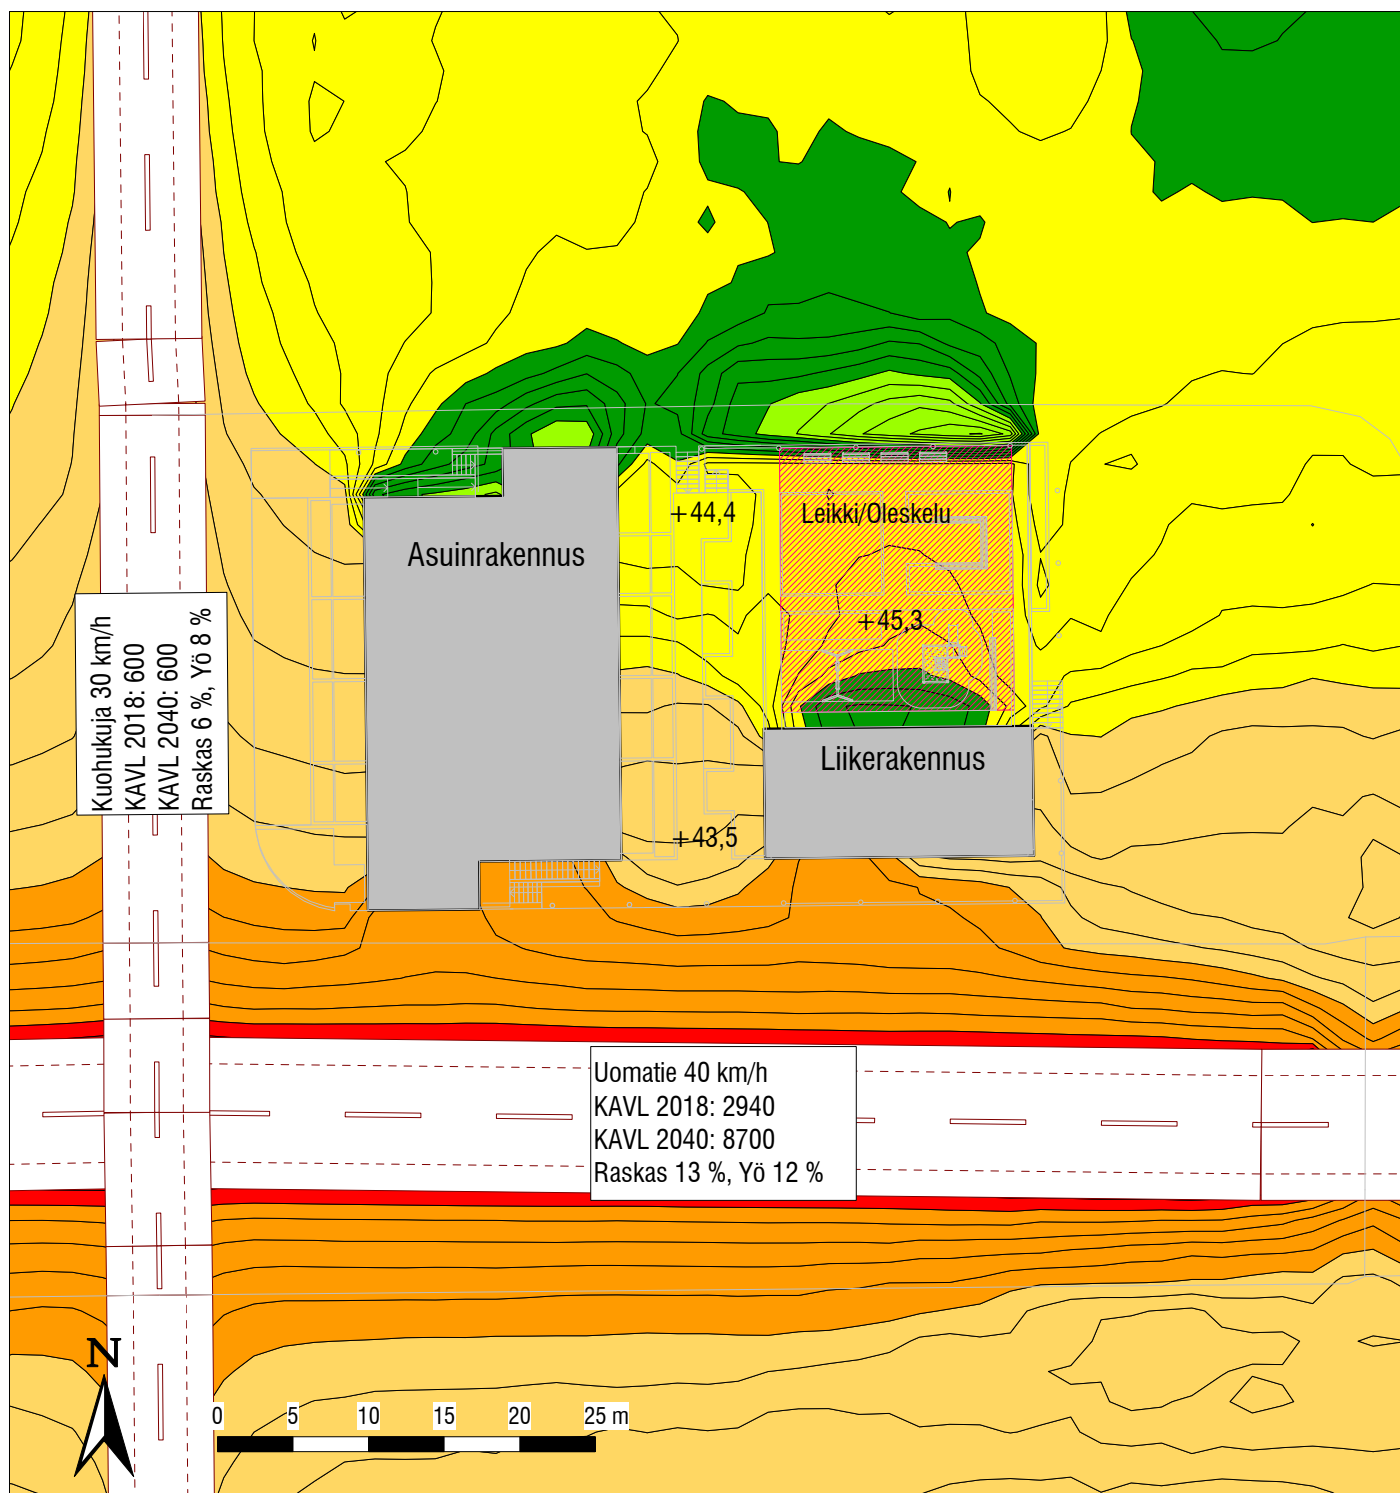 +44,4
Leikki/Oleskelu
Asuinrakennus
+45,3
Kuohukuja 30 km/h
KAVL 2018: 600
KAVL 2040: 600
Raskas 6 %, Yö 8 %
Liikerakennus
+43,5
Uomatie 40 km/h
KAVL 2018: 2940
KAVL 2040: 8700
Raskas 13 %, Yö 12 %
N
0 5 10 15 20 25 m